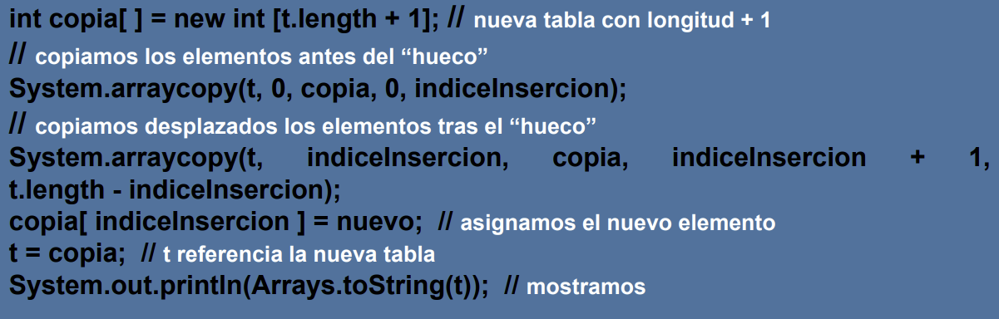 int copia[ ] = new int [t.length + 1]; // nueva tabla con longitud + 1
// copiamos los elementos antes del “hueco”
System.arraycopy(t, 0, copia, 0, indiceInsercion);
// copiamos desplazados los elementos tras el “hueco”
System.arraycopy(t, indiceInsercion, copia, indiceInsercion + 1,
t.length - indiceInsercion);
copia[ indiceInsercion ] = nuevo; // asignamos el nuevo elemento
t = copia; // t referencia la nueva tabla
System.out.println(Arrays.toString(t)); // mostramos